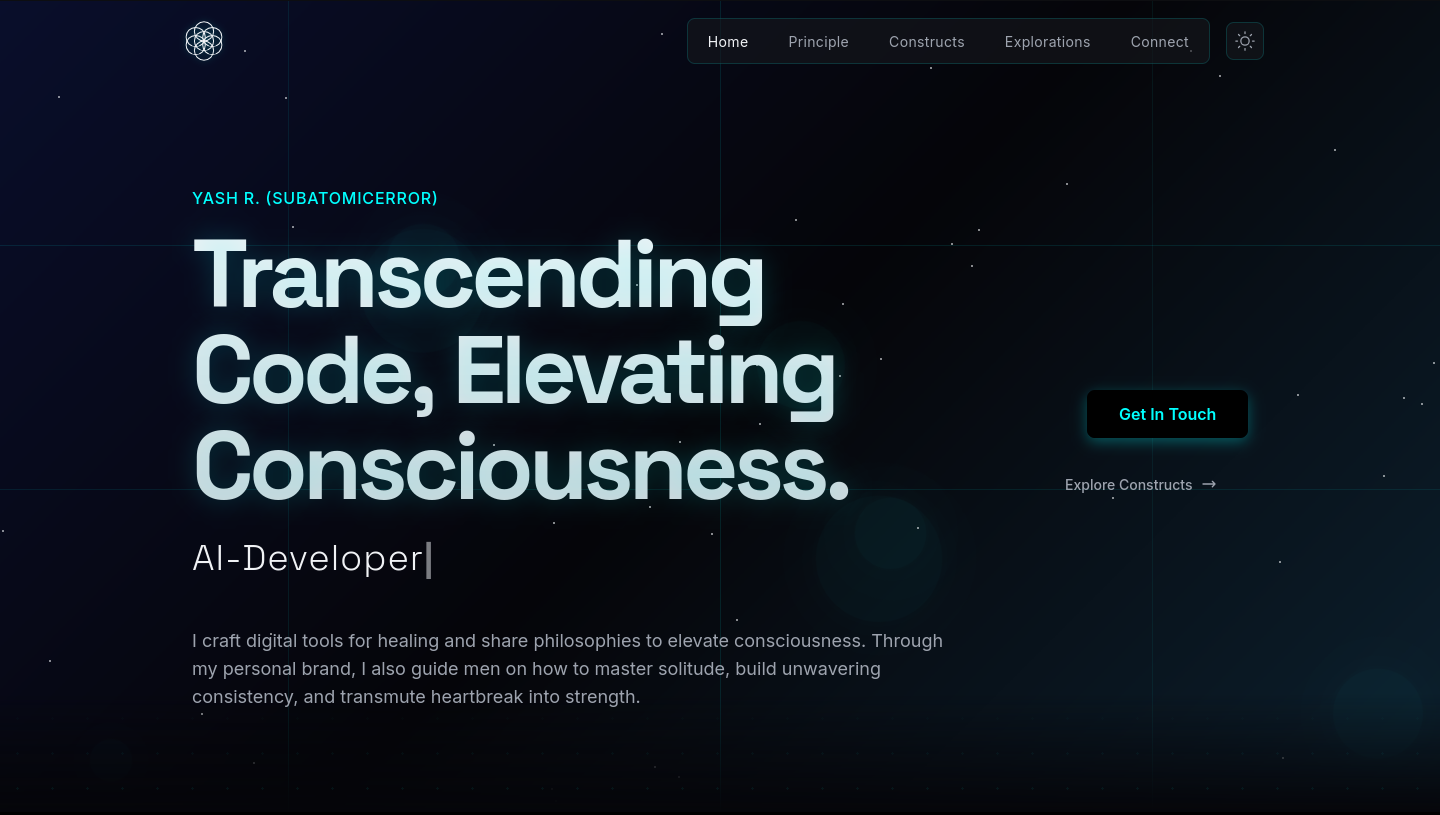 Home Principle Constructs Explorations Connect
YASH R. (SUBATOMICERROR)
Transcending
Code, Elevating
Consciousness.
AI-Developer
I craft digital tools for healing and share philosophies to elevate consciousness. Through
my personal brand, I also guide men on how to master solitude, build unwavering
consistency, and transmute heartbreak into strength.
Get In Touch
Explore Constructs →